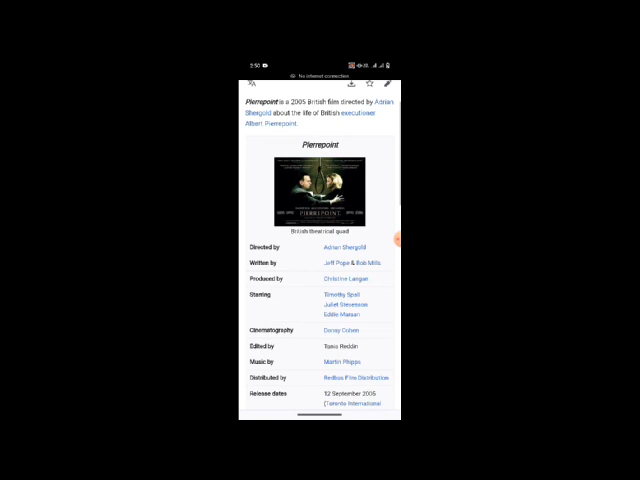 2:50
No internet connection
Pierrepoint is a 2005 British film directed by Adrian
Shergold about the life of British executioner
Albert Pierrepoint.
Pierrepoint
PIERREPOINT
British theatrical quad
Directed by Adrian Shergold
Written by Jeff Pope & Bob Mills
Produced by Christine Langan
Starring Timothy Spall
Juliet Stevenson
Eddie Marsan
Cinematography Danny Cohen
Edited by Tania Reddin
Music by Martin Phipps
Distributed by Redbus Film Distribution
Release dates 12 September 2005
(Toronto International